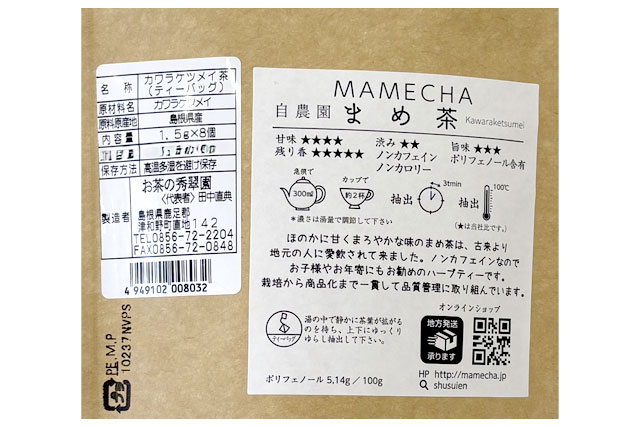 名　称 カワラケツメイ茶
（ティーバッグ）
原材料名 カワラケツメイ
原料原産地 島根県産
内容量 1.5g×8個
保存方法 高温多湿を避け保存
製造者 お茶の秀翠園
〈代表者〉田中直典
島根県鹿足郡
津和野町直地142
TEL0856-72-2204
FAX0856-72-0848
4 949102 008032
PE M.P
10237NVPS
プラ
MAMECHA
自農園 まめ茶 Kawaraketsumei
甘味 ★★★★ 渋み ★★ 旨味 ★★★
残り香 ★★★★★ ノンカフェイン ポリフェノール含有
ノンカロリー
急須で カップで 3tmin 100℃
300㎖ 約2杯 抽出 抽出
＊濃さは湯量で調節して下さい (★は当社比です。)
ほのかに甘くまろやかな味のまめ茶は、古来より
地元の人に愛飲されて来ました。ノンカフェインなので
お子様やお年寄にもお勧めのハーブティーです。
栽培から商品化まで一貫して品質管理に取り組んでいます。
ティーバッグ
湯の中で静かに茶葉が拡がる
のを待ち、上下にゆっくり
ゆらし抽出して下さい。
オンラインショップ
地方発送
承ります
HP http://mamecha.jp
shusuien
ポリフェノール 5.14g／100g